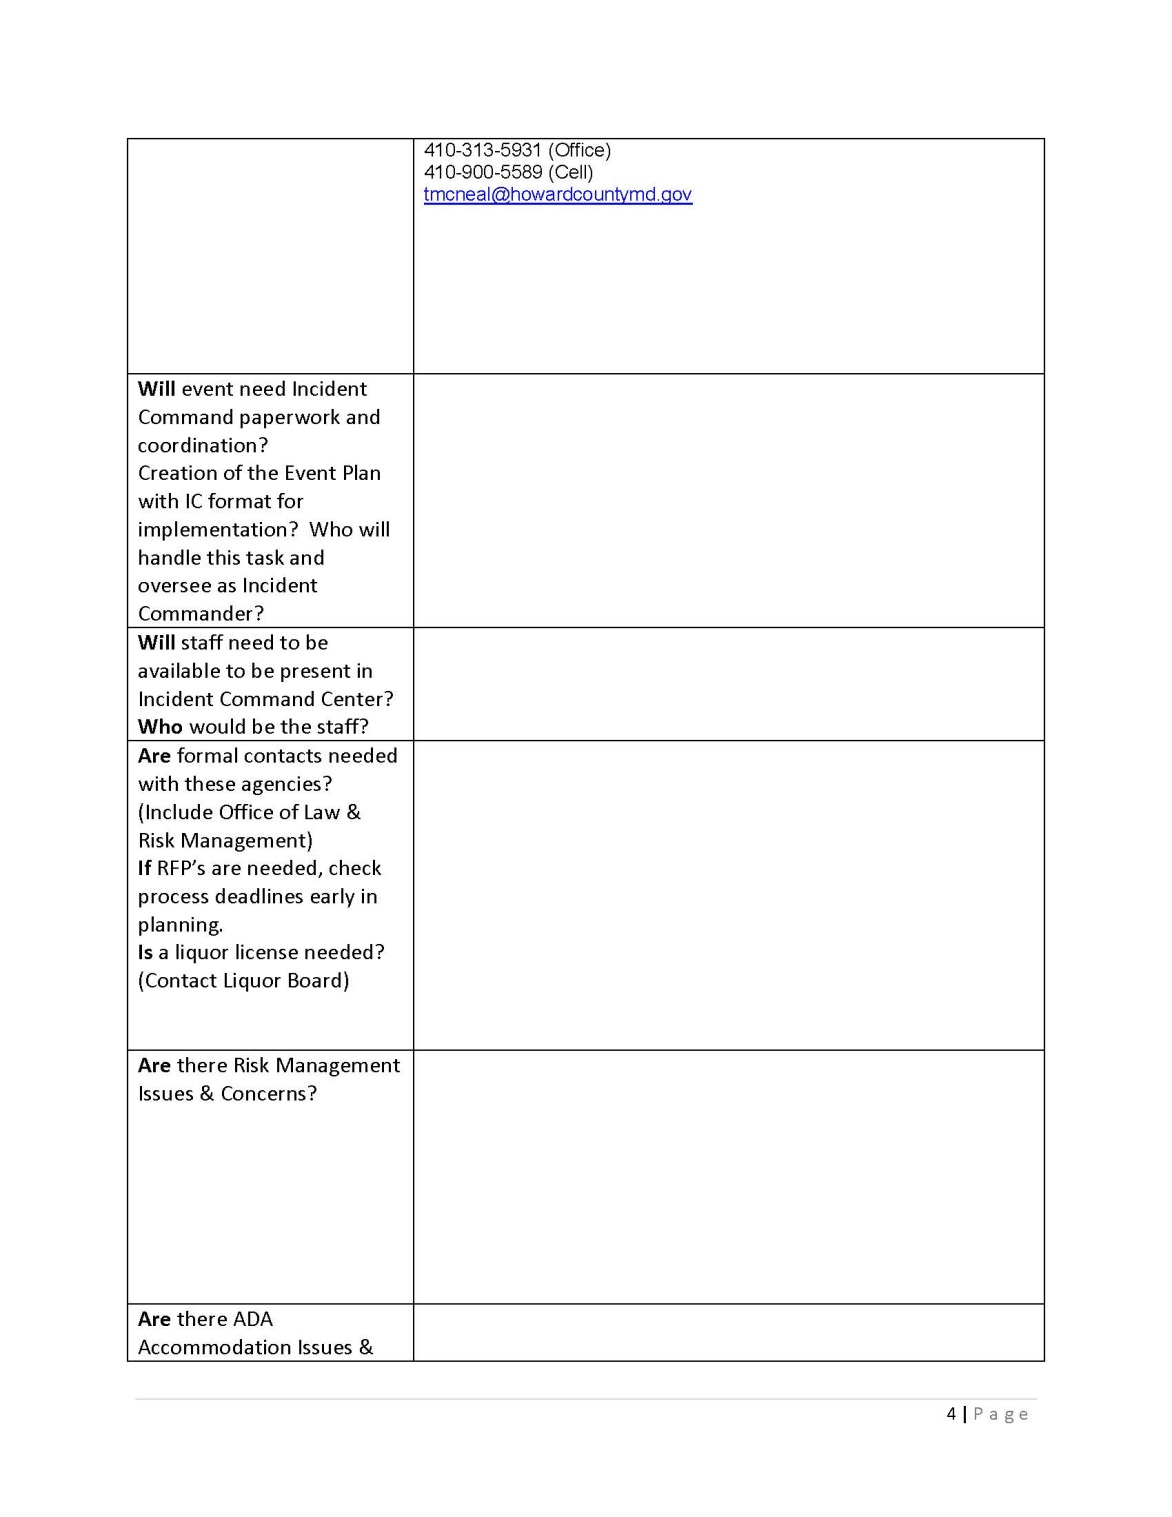 410-313-5931 (Office)
410-900-5589 (Cell)
tmcneal@howardcountymd.gov
Will event need Incident
Command paperwork and
coordination?
Creation of the Event Plan
with IC format for
implementation?  Who will
handle this task and
oversee as Incident
Commander?
Will staff need to be
available to be present in
Incident Command Center?
Who would be the staff?
Are formal contacts needed
with these agencies?
(Include Office of Law &
Risk Management)
If RFP’s are needed, check
process deadlines early in
planning.
Is a liquor license needed?
(Contact Liquor Board)
Are there Risk Management
Issues & Concerns?
Are there ADA
Accommodation Issues &
4 | Page